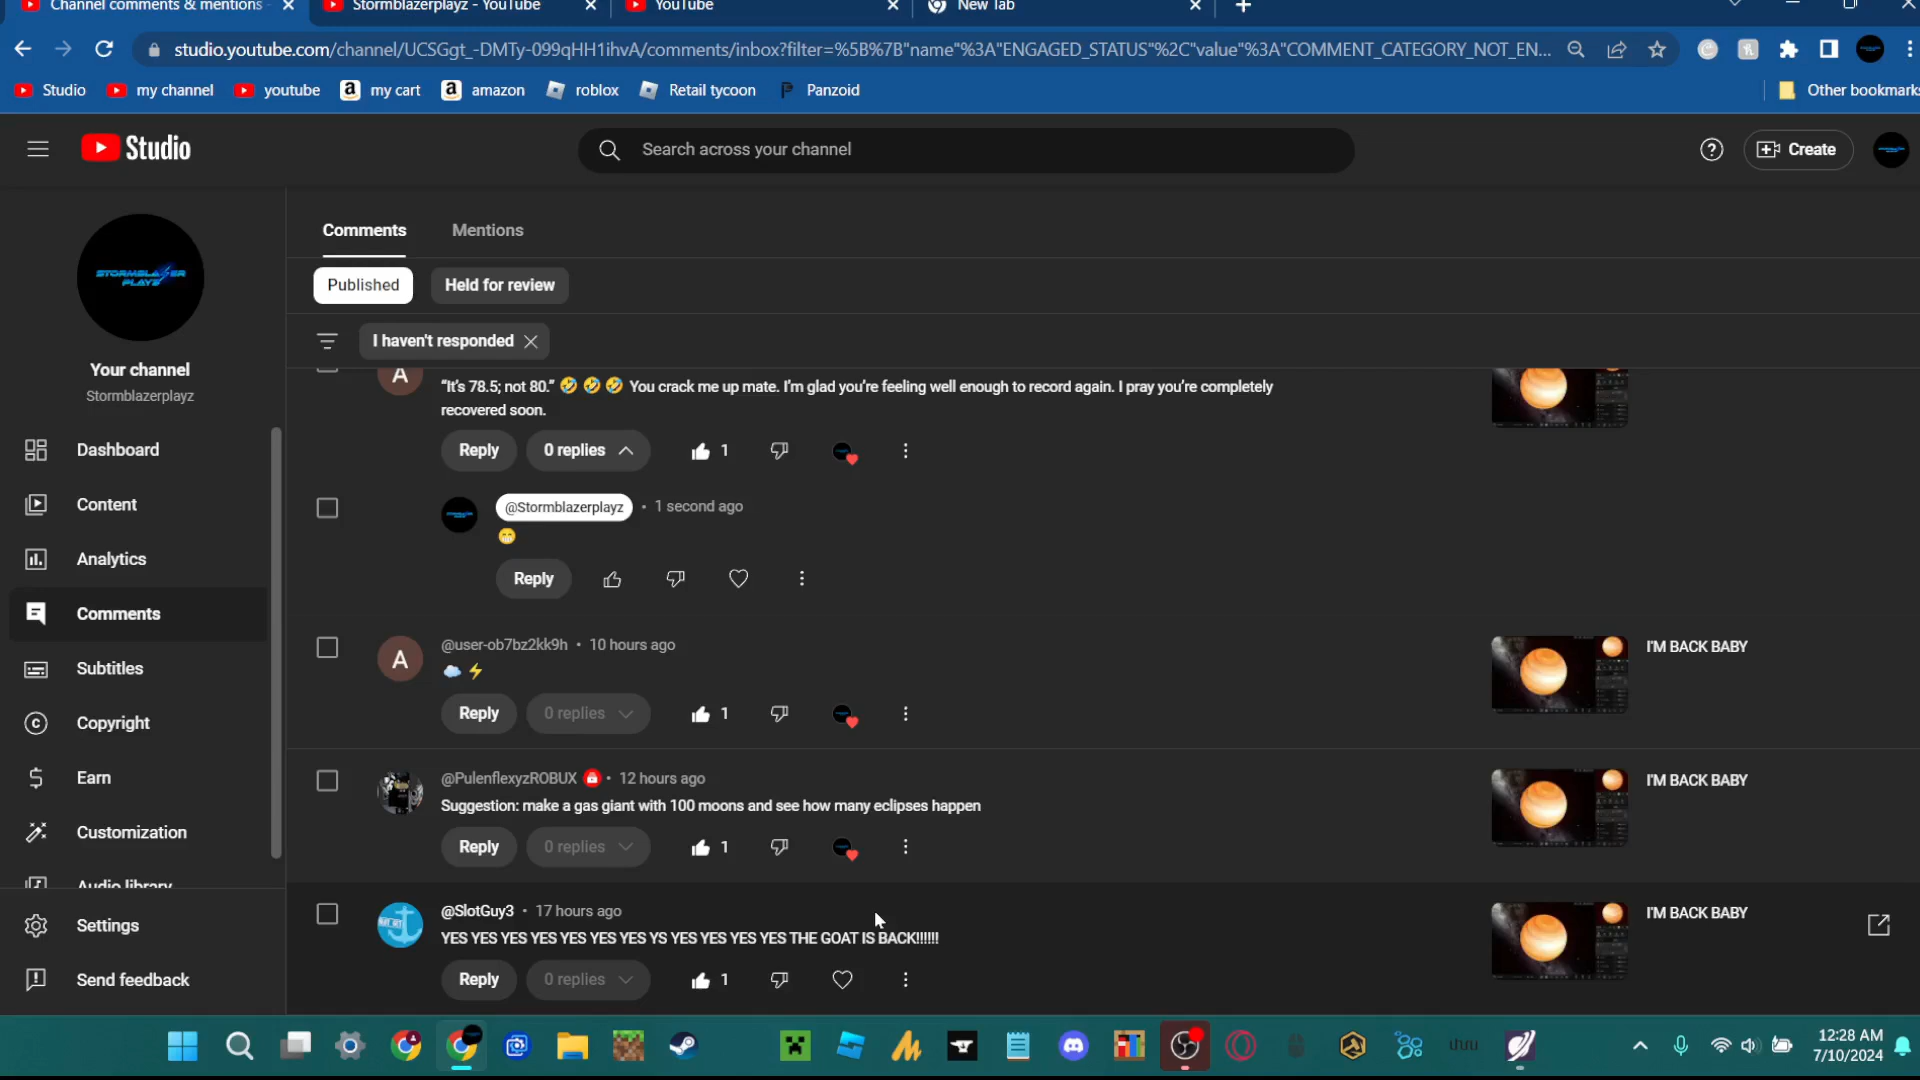 Channel comments & mentions -
Stormblazerplayz - YouTube
YouTube
New Tab
studio.youtube.com/channel/UCSGgt_-DMTy-099qHH1ihvA/comments/inbox?filter=%5B%7B"name"%3A"ENGAGED_STATUS"%2C"value"%3A"COMMENT_CATEGORY_NOT_EN...
Studio
my channel
youtube
my cart
amazon
roblox
Retail tycoon
Panzoid
Other bookmarks
Studio
Search across your channel
Create
STORMBLAZER
PLAYZ
Your channel
Stormblazerplayz
Dashboard
Content
Analytics
Comments
Subtitles
Copyright
Earn
Customization
Audio library
Settings
Send feedback
Comments
Mentions
Published
Held for review
I haven't responded
A
“It’s 78.5; not 80.” 🤣 🤣 🤣 You crack me up mate. I’m glad you’re feeling well enough to record again. I pray you’re completely
recovered soon.
Reply
0 replies
1
@Stormblazerplayz • 1 second ago
😁
Reply
A
@user-ob7bz2kk9h • 10 hours ago
☁️⚡
Reply
0 replies
1
I'M BACK BABY
@PulenflexyzROBUX • 12 hours ago
Suggestion: make a gas giant with 100 moons and see how many eclipses happen
Reply
0 replies
1
I'M BACK BABY
@SlotGuy3 • 17 hours ago
YES YES YES YES YES YES YES YS YES YES YES YES THE GOAT IS BACK!!!!!!
Reply
0 replies
1
I'M BACK BABY
12:28 AM
7/10/2024